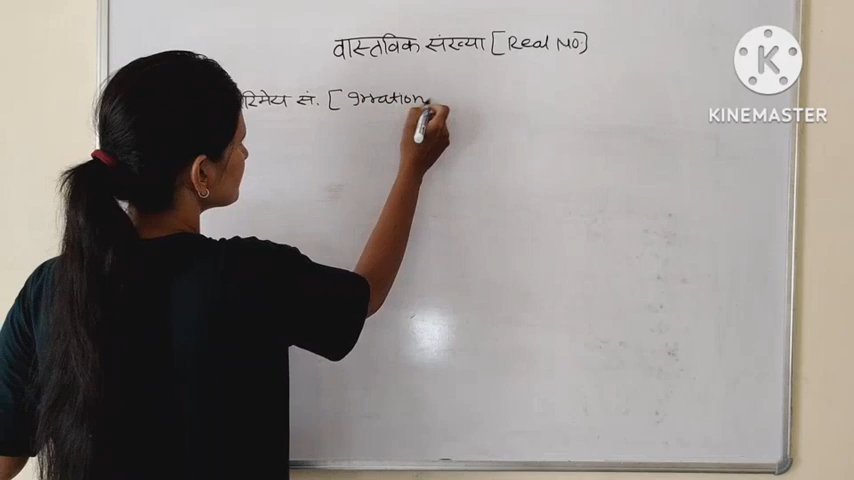 वास्तविक संख्या [Real No.]
रिमेय सं. [ Irration
KINEMASTER